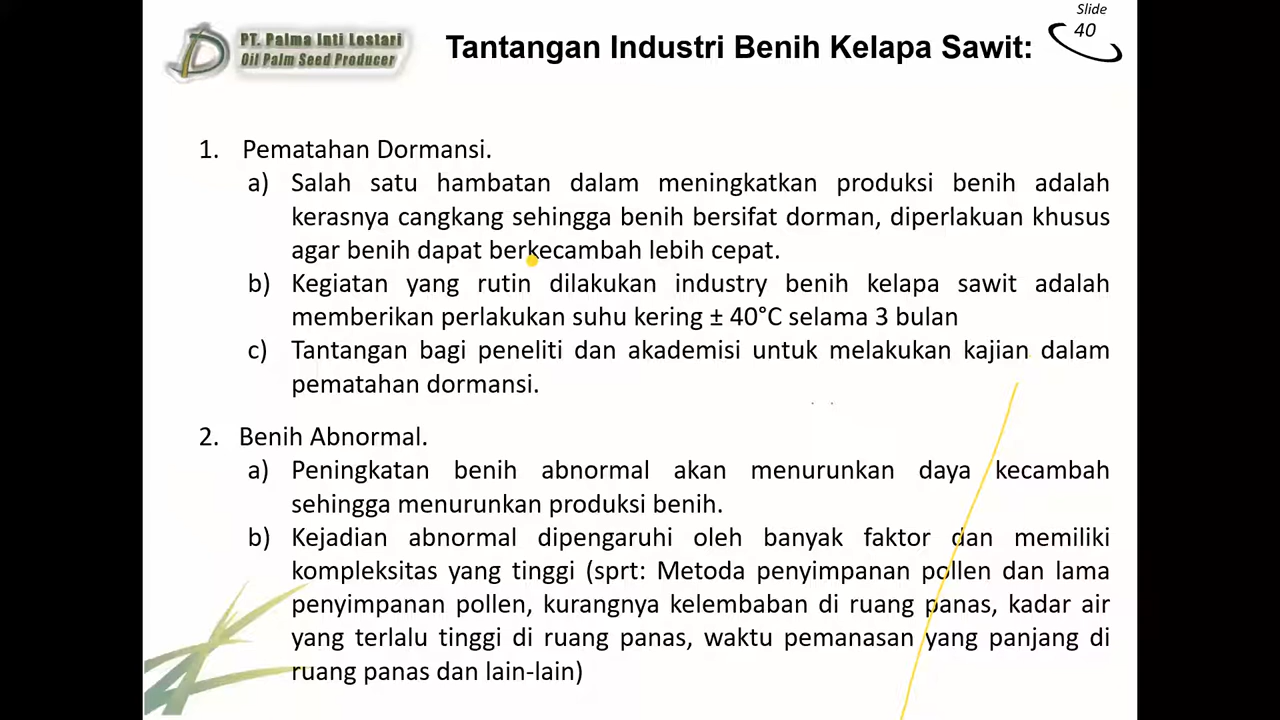 PT. Palma Inti Lestari
Oil Palm Seed Producer
Tantangan Industri Benih Kelapa Sawit:
Slide
40
1. Pematahan Dormansi.
a) Salah satu hambatan dalam meningkatkan produksi benih adalah
kerasnya cangkang sehingga benih bersifat dorman, diperlakuan khusus
agar benih dapat berkecambah lebih cepat.
b) Kegiatan yang rutin dilakukan industry benih kelapa sawit adalah
memberikan perlakukan suhu kering ± 40°C selama 3 bulan
c) Tantangan bagi peneliti dan akademisi untuk melakukan kajian dalam
pematahan dormansi.
2. Benih Abnormal.
a) Peningkatan benih abnormal akan menurunkan daya kecambah
sehingga menurunkan produksi benih.
b) Kejadian abnormal dipengaruhi oleh banyak faktor dan memiliki
kompleksitas yang tinggi (sprt: Metoda penyimpanan pollen dan lama
penyimpanan pollen, kurangnya kelembaban di ruang panas, kadar air
yang terlalu tinggi di ruang panas, waktu pemanasan yang panjang di
ruang panas dan lain-lain)